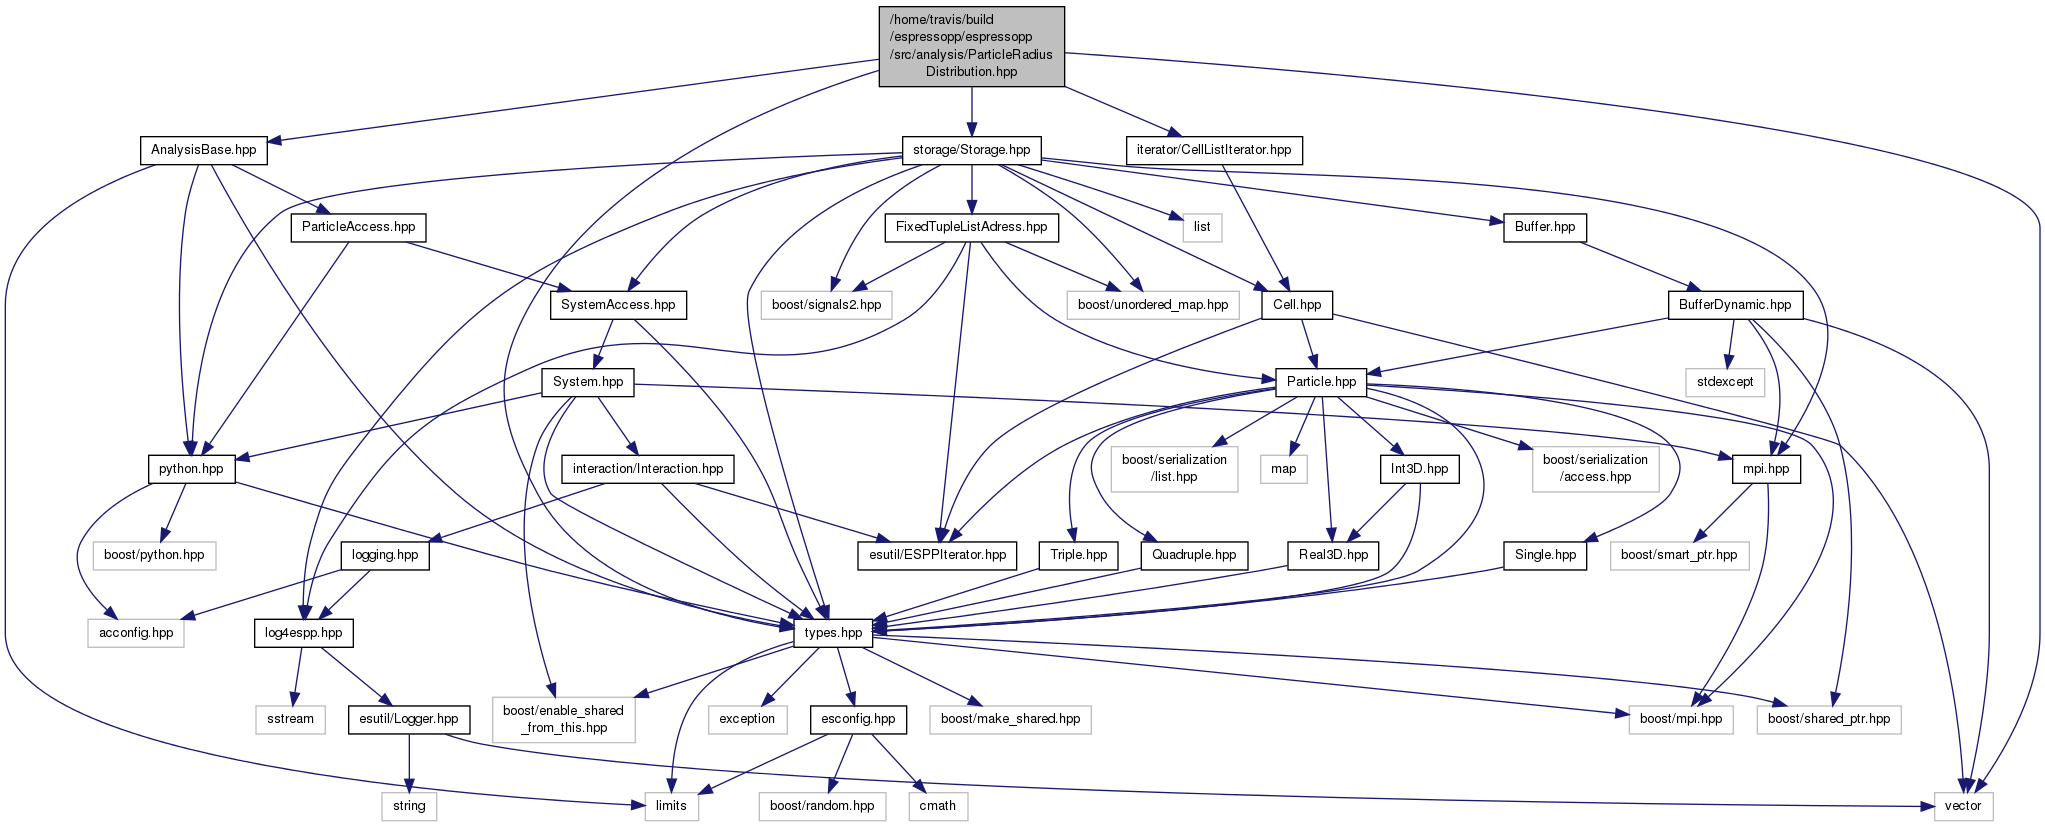 /home/travis/build
/espressopp/espressopp
/src/analysis/ParticleRadius
Distribution.hpp
AnalysisBase.hpp
storage/Storage.hpp
iterator/CellListIterator.hpp
ParticleAccess.hpp
FixedTupleListAdress.hpp
list
Buffer.hpp
SystemAccess.hpp
boost/signals2.hpp
boost/unordered_map.hpp
Cell.hpp
BufferDynamic.hpp
System.hpp
Particle.hpp
stdexcept
python.hpp
interaction/Interaction.hpp
boost/serialization
/list.hpp
map
Int3D.hpp
boost/serialization
/access.hpp
mpi.hpp
boost/python.hpp
logging.hpp
esutil/ESPPIterator.hpp
Triple.hpp
Quadruple.hpp
Real3D.hpp
Single.hpp
boost/smart_ptr.hpp
acconfig.hpp
log4espp.hpp
types.hpp
sstream
esutil/Logger.hpp
boost/enable_shared
_from_this.hpp
exception
esconfig.hpp
boost/make_shared.hpp
boost/mpi.hpp
boost/shared_ptr.hpp
string
limits
boost/random.hpp
cmath
vector